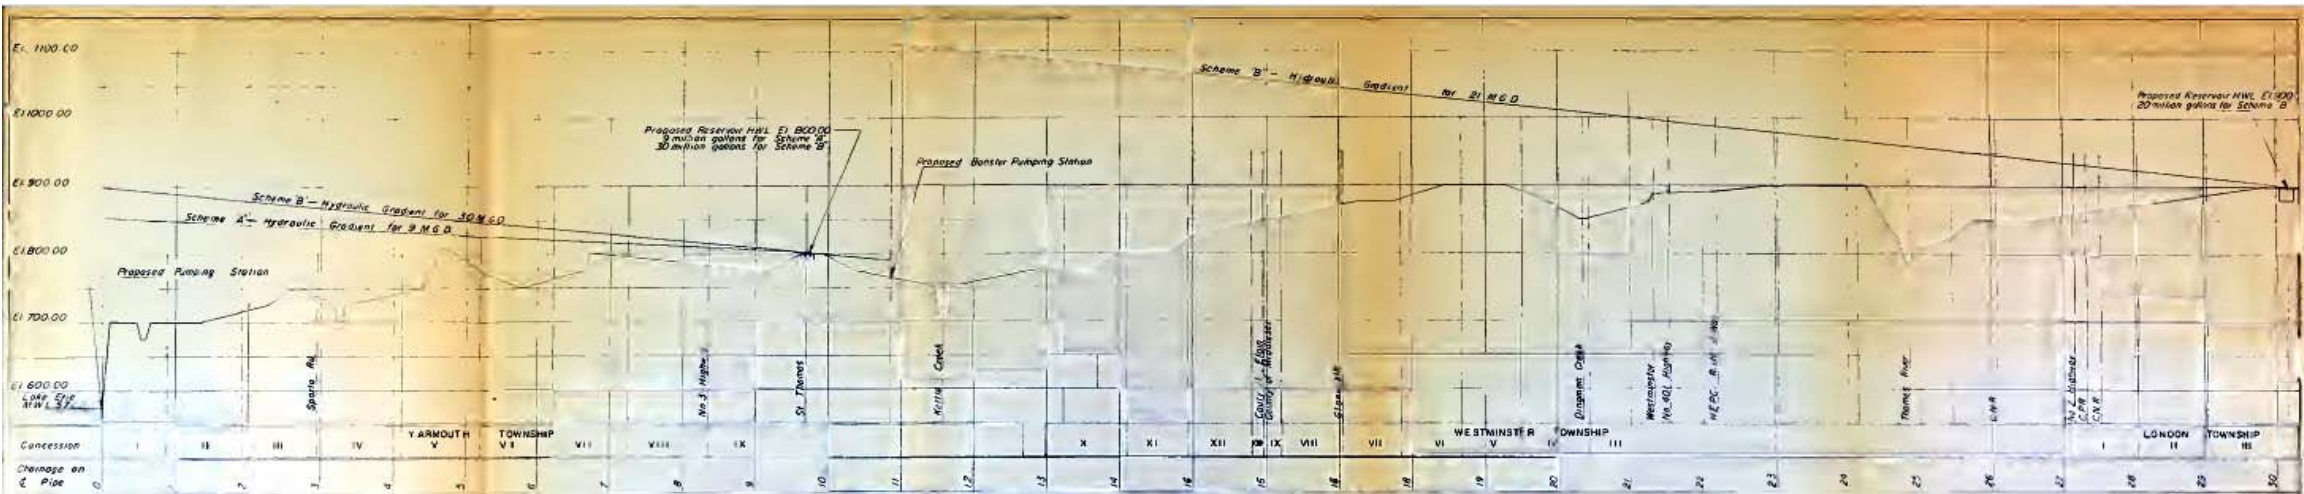 El. 1100.00
El 1000 00
El 900.00
El 800.00
El 700.00
El 600.00
Lake Erie
Scheme "B" — Hydraulic Gradient for 30 M G D
Scheme "A" — Hydraulic Gradient for 9 M G D
Proposed Pumping Station
Proposed Reservoir HWL El 800.00
9 million gallons for Scheme "A"
30 million gallons for Scheme "B"
Proposed Booster Pumping Station
Scheme "B" — Hydraulic Gradient for 21 M G D
Proposed Reservoir HWL El 900
20 million gallons for Scheme B
Sparta Rd
No 3 Highway
St Thomas
Kettle Creek
County of Middlesex
Dingman Creek
Westminster
No 401 Highway
Thames River
C.N.R
No 2 Highway
C.P.R
C.N.R
Concession
I II III IV V VI VII VIII IX X XI XII IX VIII VII VI V IV III I II III
YARMOUTH TOWNSHIP
WESTMINSTER TOWNSHIP
LONDON TOWNSHIP
Chainage on
℄ Pipe
0 1 2 3 4 5 6 7 8 9 10 11 12 13 14 15 18 20 21 22 23 24 25 26 27 28 29 30